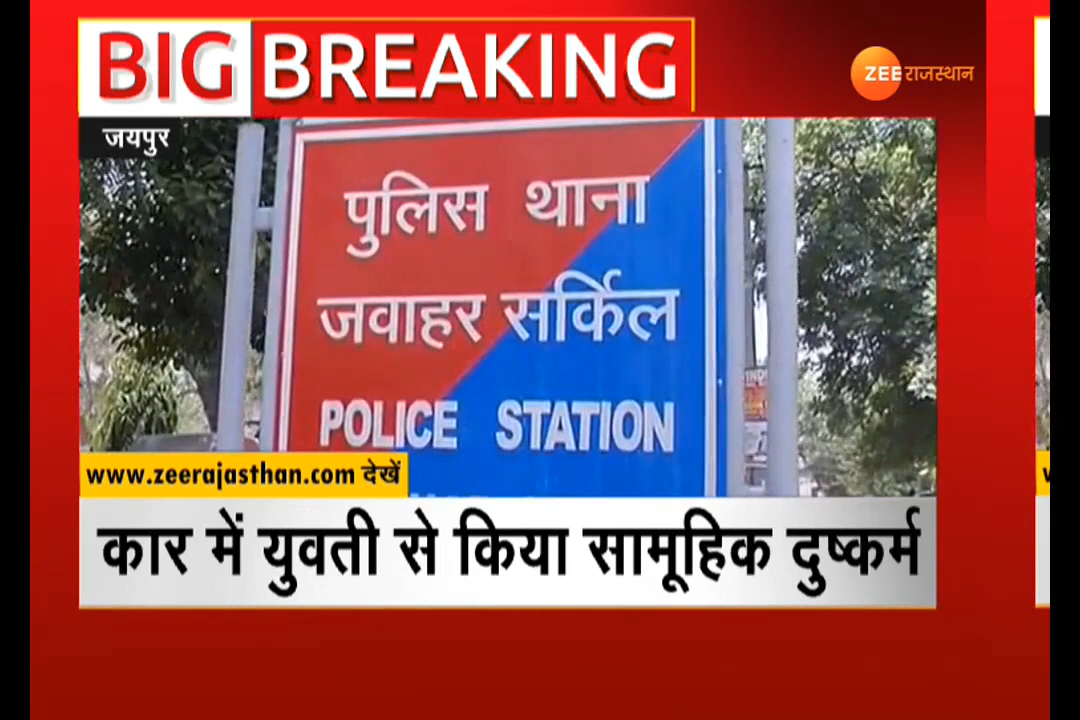 BIG BREAKING
ZEE राजस्थान
जयपुर
पुलिस थाना
जवाहर सर्किल
POLICE STATION
www.zeerajasthan.com देखें
कार में युवती से किया सामूहिक दुष्कर्म